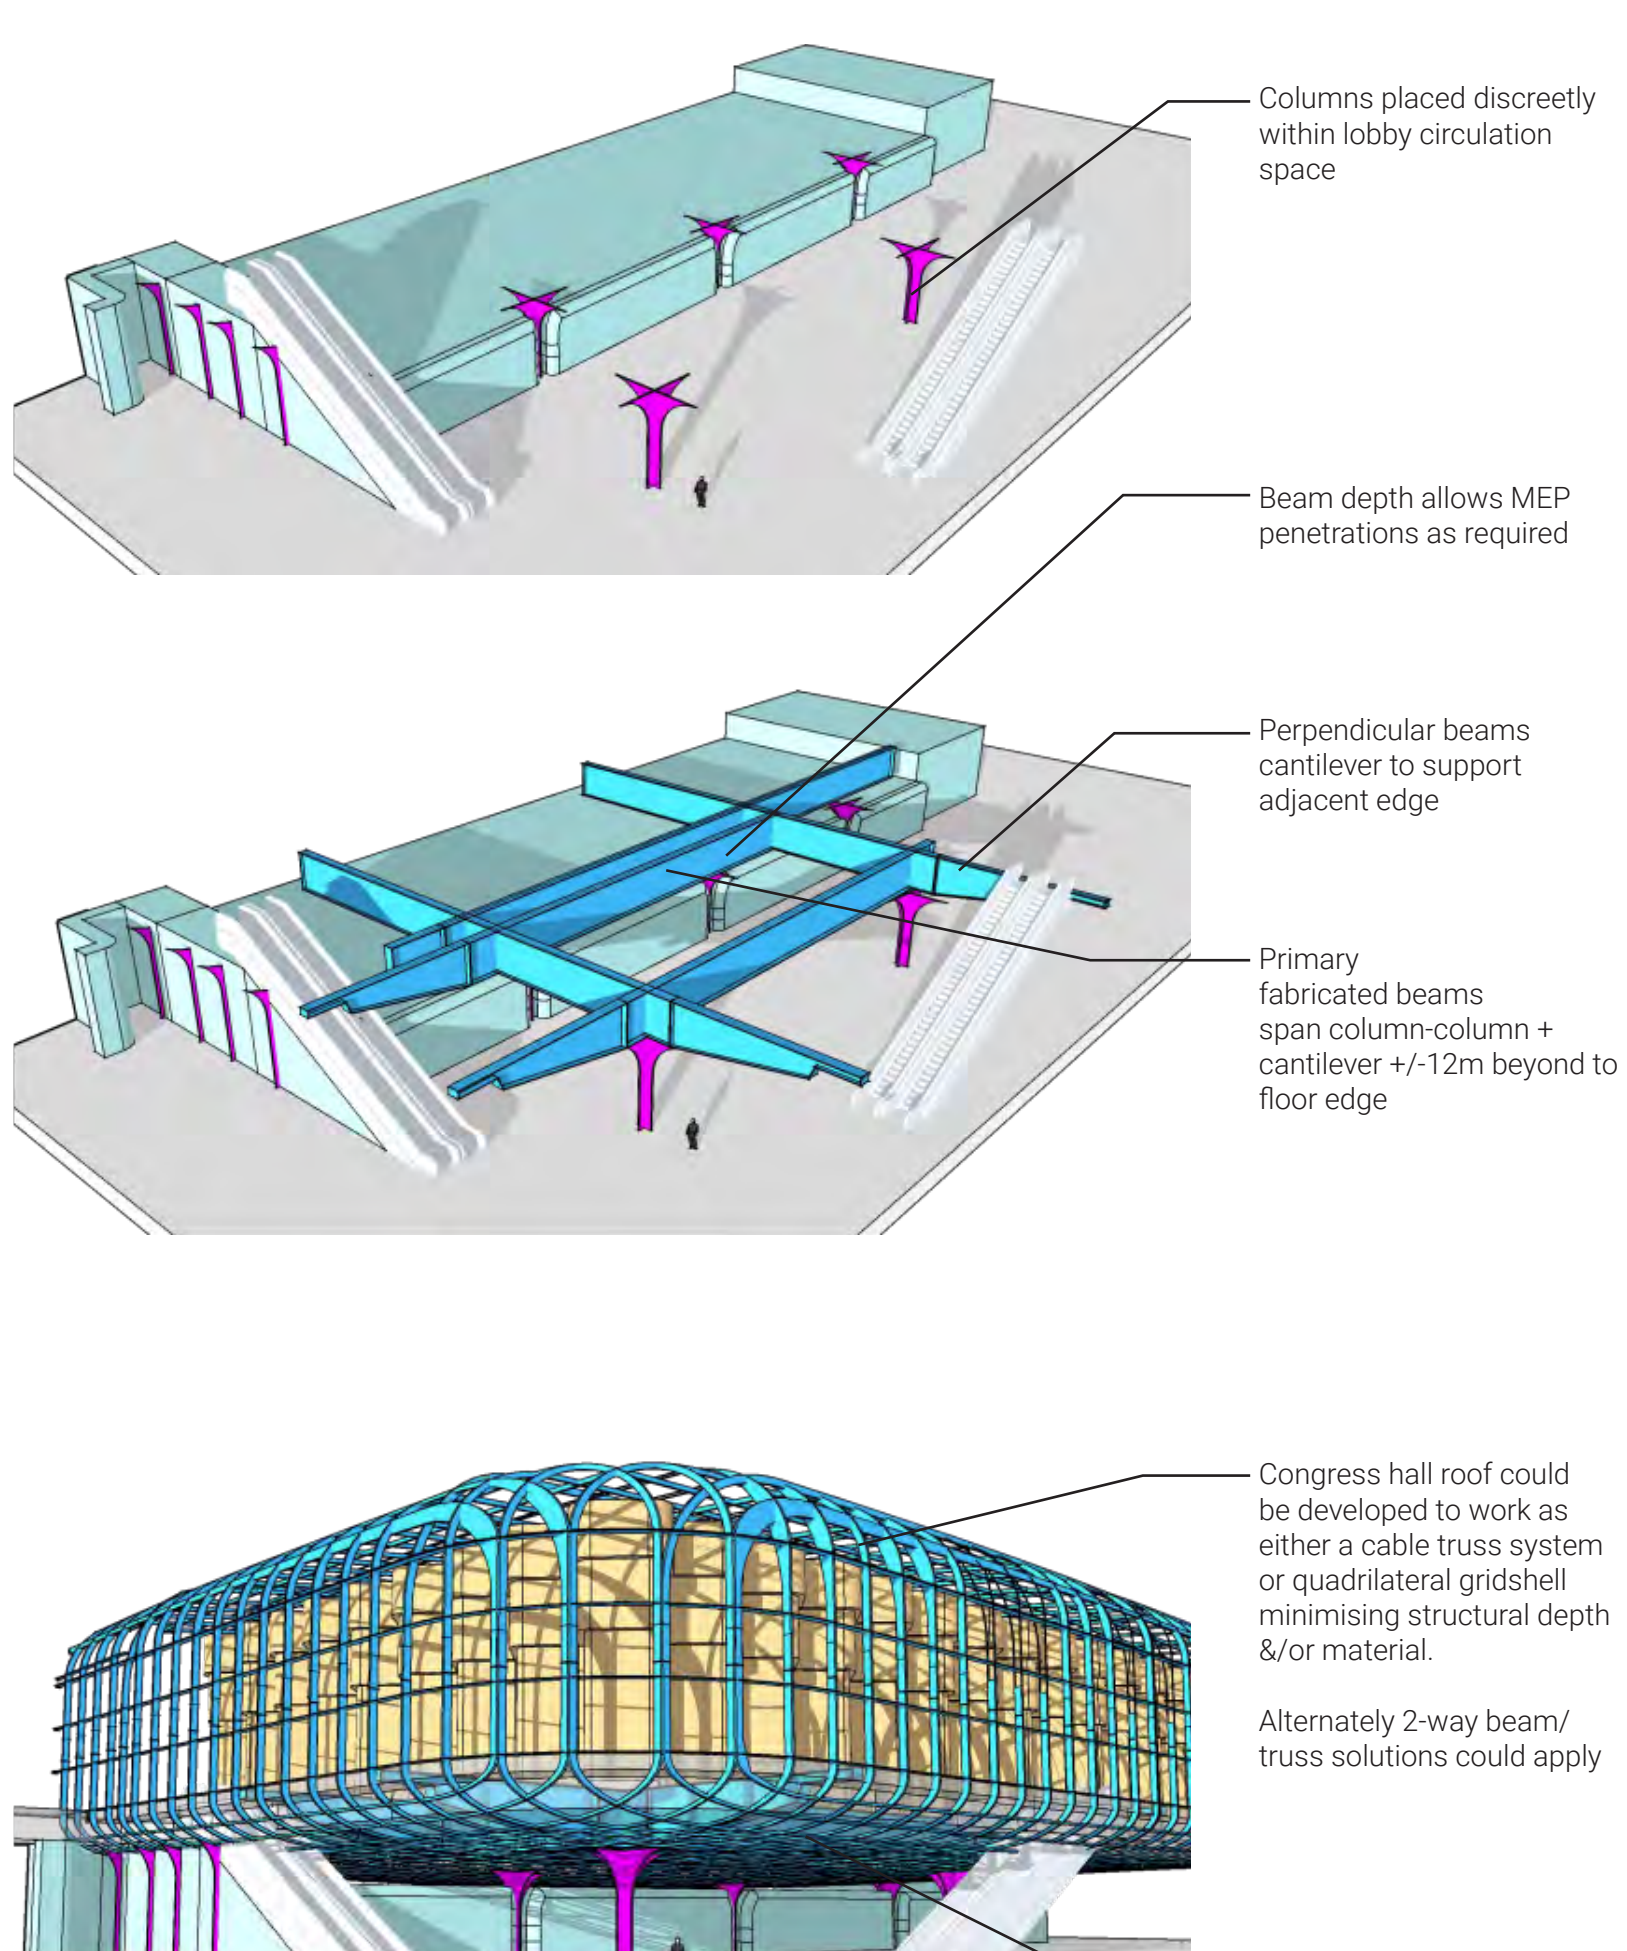 Columns placed discreetly
within lobby circulation
space
Beam depth allows MEP
penetrations as required
Perpendicular beams
cantilever to support
adjacent edge
Primary
fabricated beams
span column-column +
cantilever +/-12m beyond to
floor edge
Congress hall roof could
be developed to work as
either a cable truss system
or quadrilateral gridshell
minimising structural depth
&/or material.
Alternately 2-way beam/
truss solutions could apply